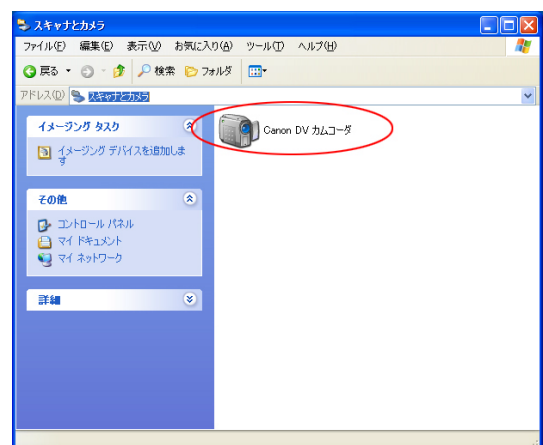 スキャナとカメラ
ファイル(F) 編集(E) 表示(V) お気に入り(A) ツール(T) ヘルプ(H)
戻る 検索 フォルダ
アドレス(D) スキャナとカメラ
イメージング タスク
イメージング デバイスを追加しま
す
その他
コントロール パネル
マイ ドキュメント
マイ ネットワーク
詳細
Canon DV カムコーダ